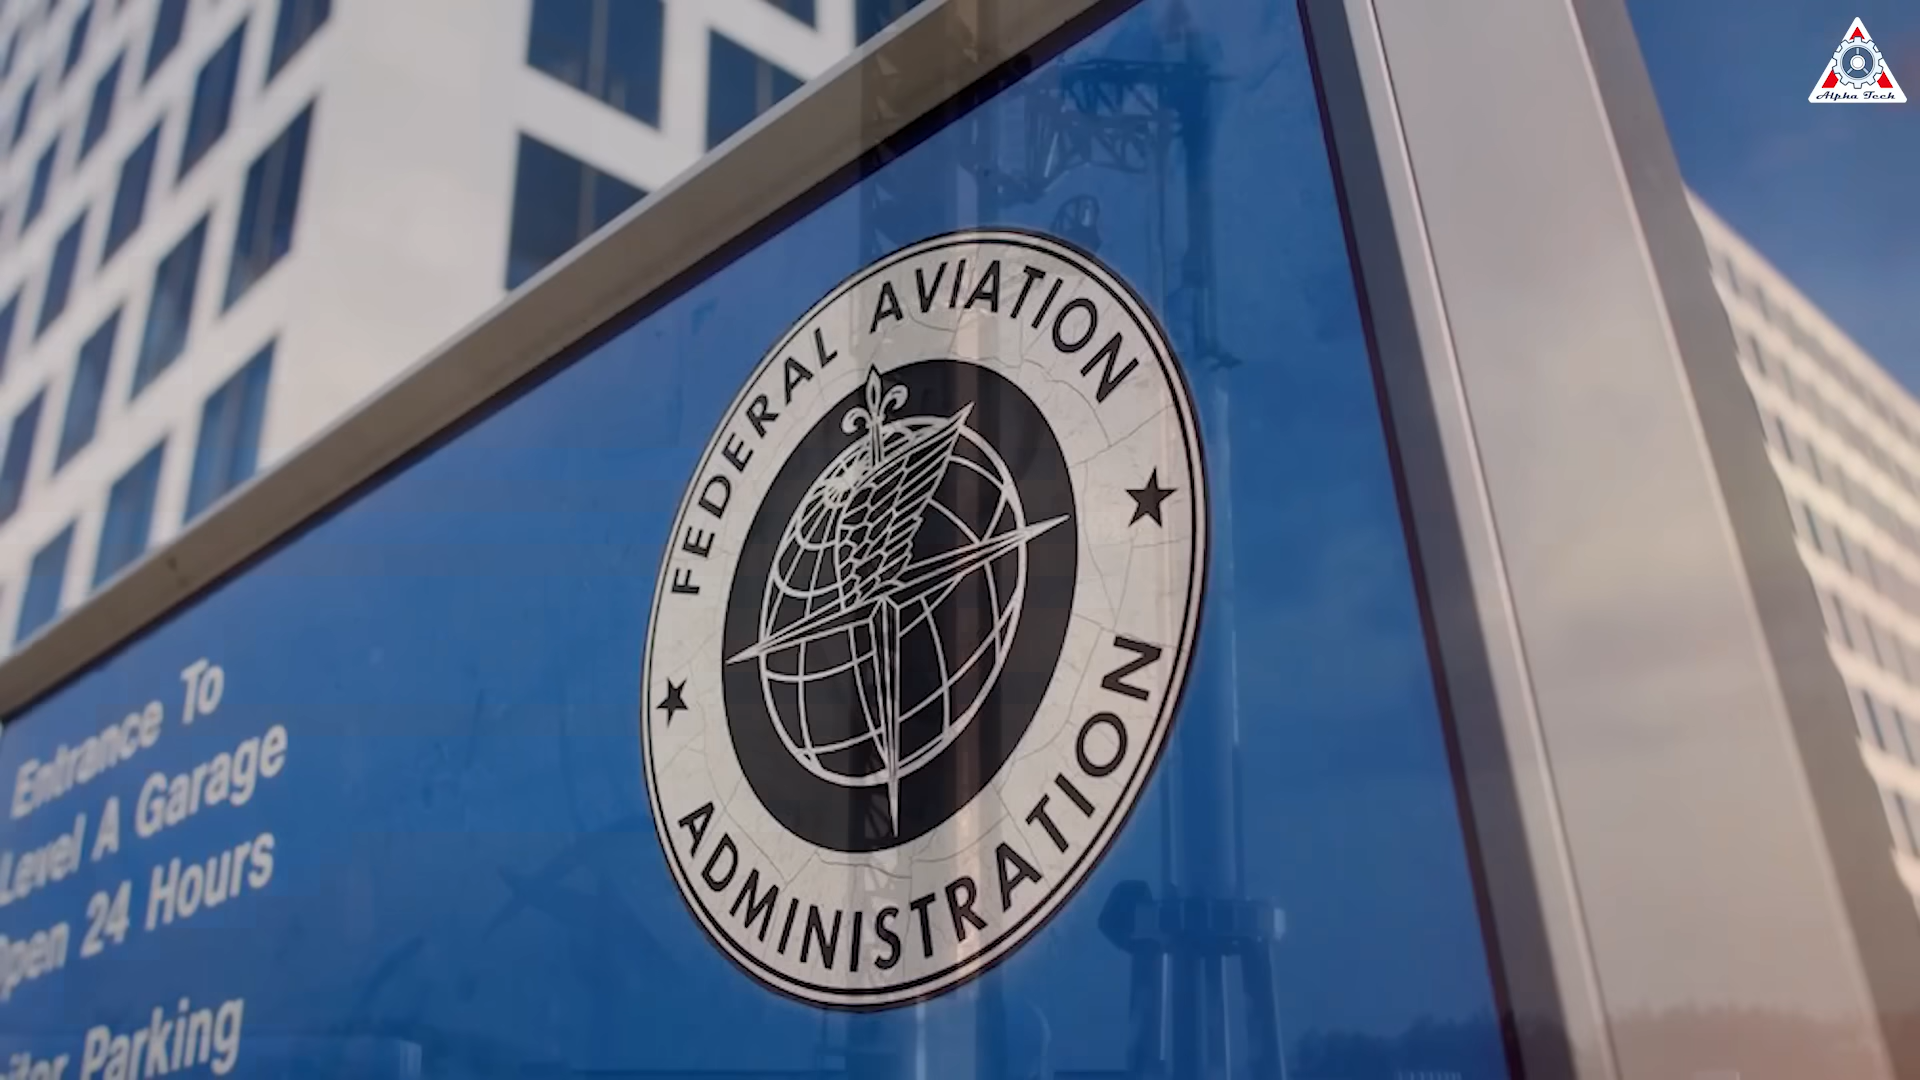 Alpha Tech
FEDERAL AVIATION
ADMINISTRATION
Entrance To
Level A Garage
Open 24 Hours
Parking